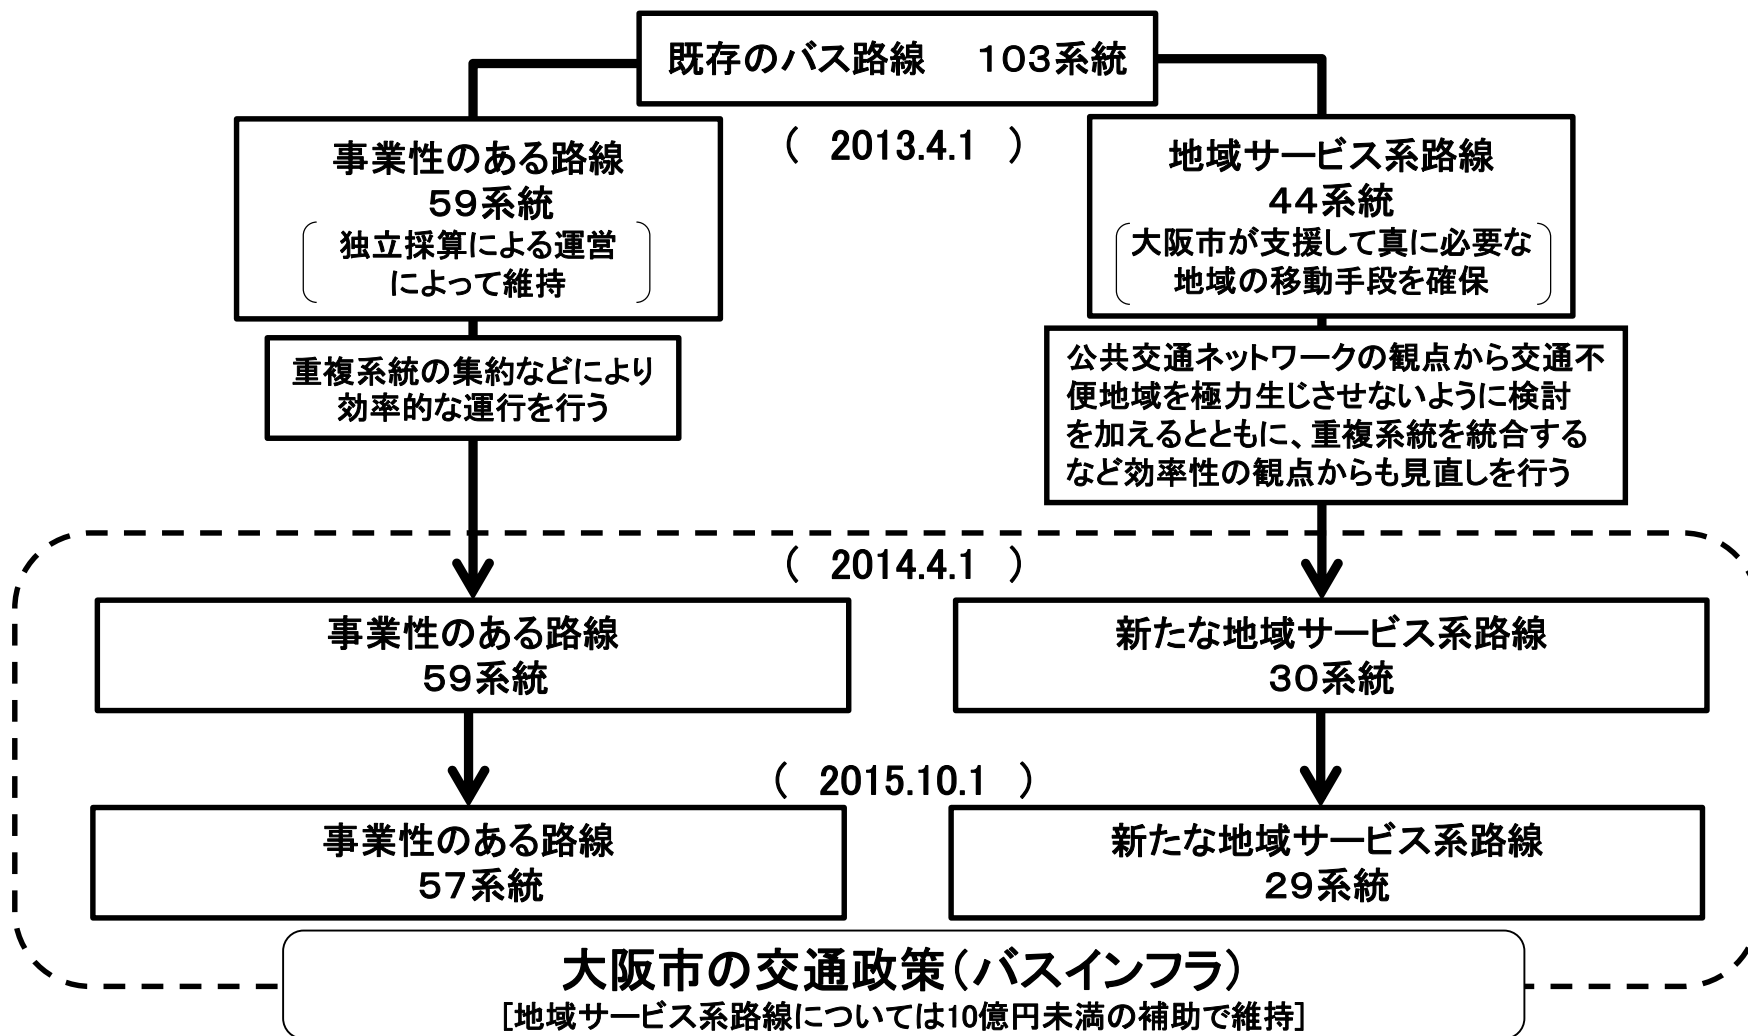 既存のバス路線　103系統
( 2013.4.1 )
事業性のある路線
59系統
独立採算による運営
によって維持
地域サービス系路線
44系統
大阪市が支援して真に必要な
地域の移動手段を確保
重複系統の集約などにより
効率的な運行を行う
公共交通ネットワークの観点から交通不
便地域を極力生じさせないように検討
を加えるとともに、重複系統を統合する
など効率性の観点からも見直しを行う
( 2014.4.1 )
事業性のある路線
59系統
新たな地域サービス系路線
30系統
( 2015.10.1 )
事業性のある路線
57系統
新たな地域サービス系路線
29系統
大阪市の交通政策(バスインフラ)
[地域サービス系路線については10億円未満の補助で維持]